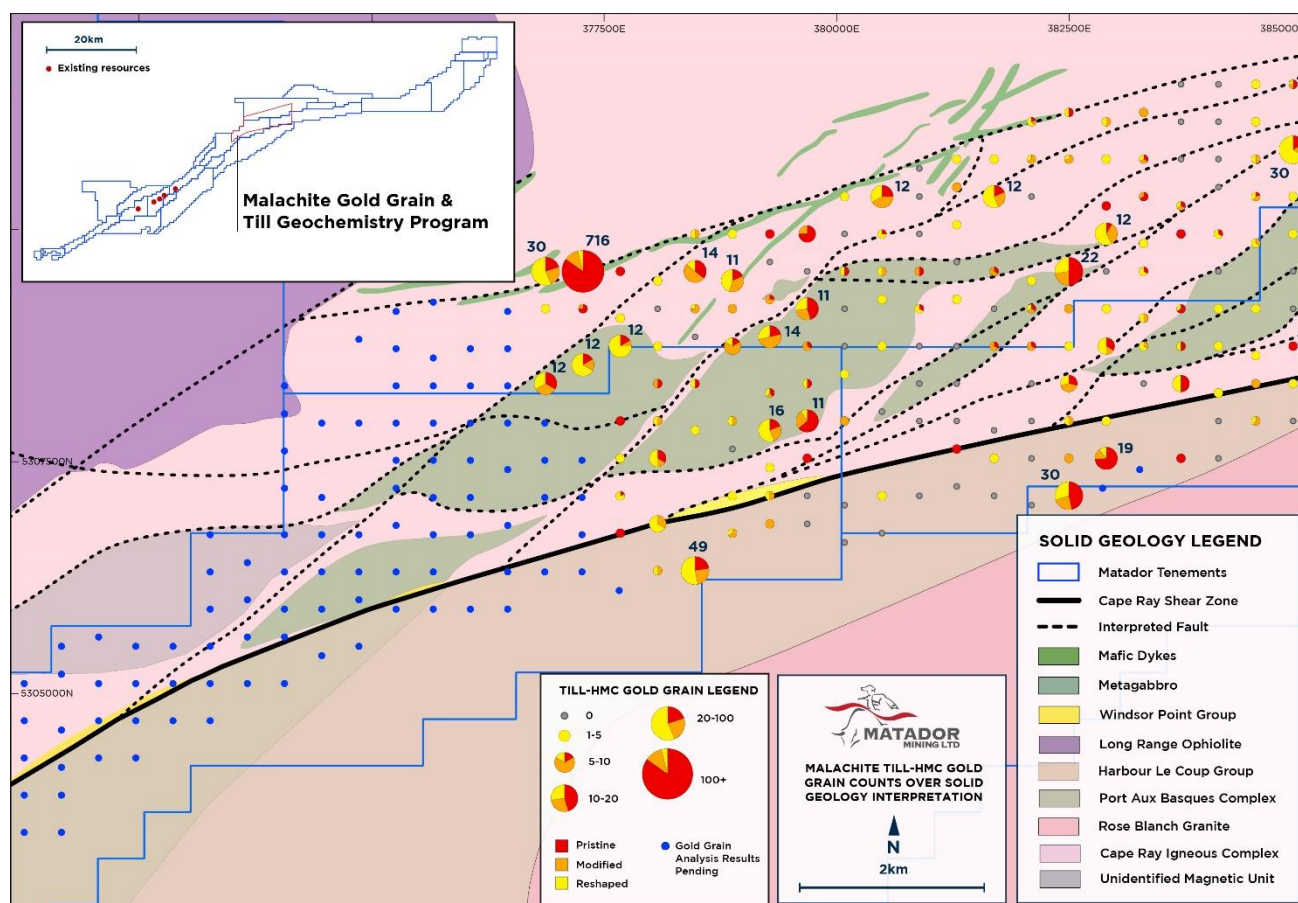 377500E
380000E
382500E
385000
20km
Existing resources
Malachite Gold Grain &
Till Geochemistry Program
30
12
12
12
30
716
14
11
22
11
14
12
12
12
16
11
5307500N
19
30
49
5305000N
TILL-HMC GOLD GRAIN LEGEND
0
1-5
5-10
10-20
20-100
100+
Pristine
Modified
Reshaped
Gold Grain
Analysis Results
Pending
MATADOR
MINING LTD
MALACHITE TILL-HMC GOLD
GRAIN COUNTS OVER SOLID
GEOLOGY INTERPRETATION
N
2km
SOLID GEOLOGY LEGEND
Matador Tenements
Cape Ray Shear Zone
Interpreted Fault
Mafic Dykes
Metagabbro
Windsor Point Group
Long Range Ophiolite
Harbour Le Coup Group
Port Aux Basques Complex
Rose Blanch Granite
Cape Ray Igneous Complex
Unidentified Magnetic Unit